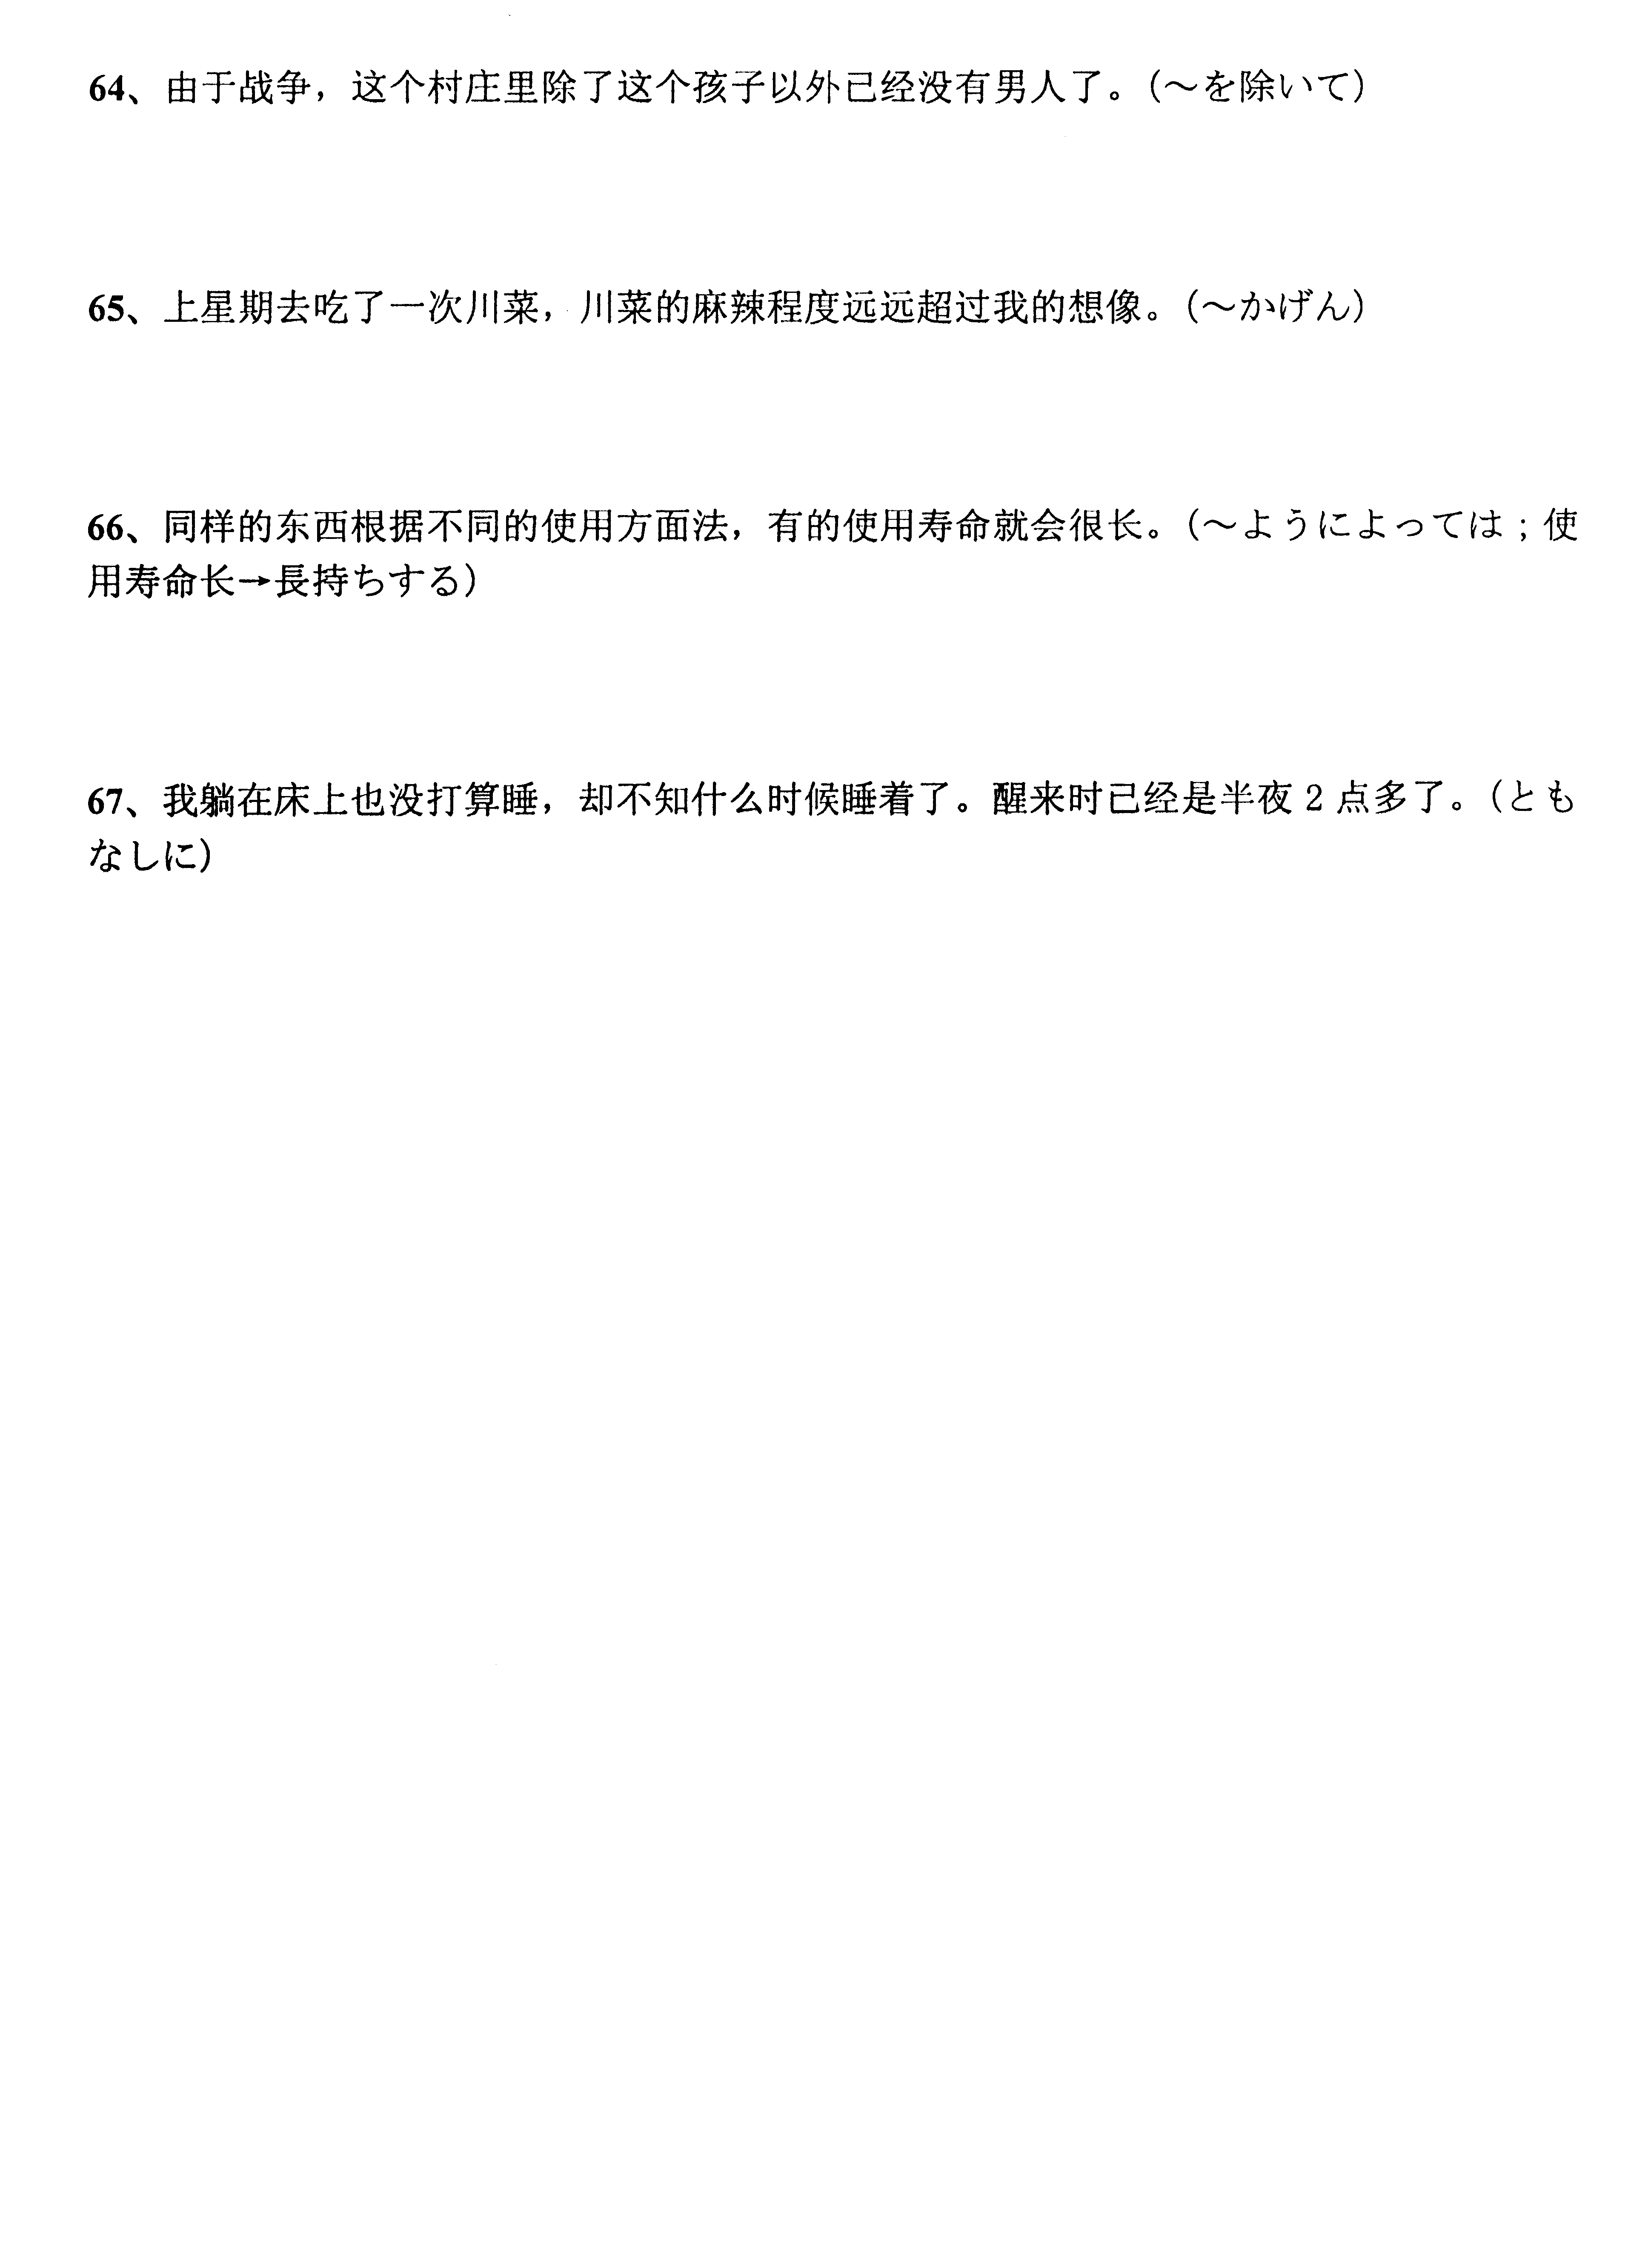 64、由于战争，这个村庄里除了这个孩子以外已经没有男人了。（～を除いて）
65、上星期去吃了一次川菜，川菜的麻辣程度远远超过我的想像。（～かげん）
66、同样的东西根据不同的使用方面法，有的使用寿命就会很长。（～ようによっては；使
用寿命长→長持ちする）
67、我躺在床上也没打算睡，却不知什么时候睡着了。醒来时已经是半夜 2 点多了。（とも
なしに）